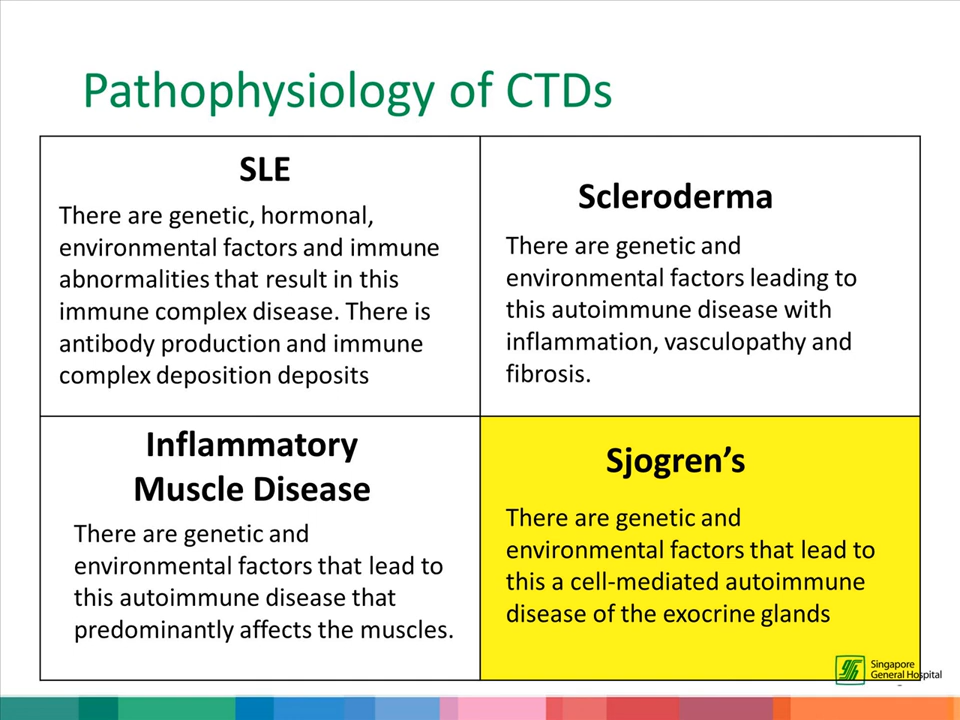 Pathophysiology of CTDs
SLE
There are genetic, hormonal,
environmental factors and immune
abnormalities that result in this
immune complex disease. There is
antibody production and immune
complex deposition deposits
Scleroderma
There are genetic and
environmental factors leading to
this autoimmune disease with
inflammation, vasculopathy and
fibrosis.
Inflammatory
Muscle Disease
There are genetic and
environmental factors that lead to
this autoimmune disease that
predominantly affects the muscles.
Sjogren’s
There are genetic and
environmental factors that lead to
this a cell-mediated autoimmune
disease of the exocrine glands
Singapore
General Hospital